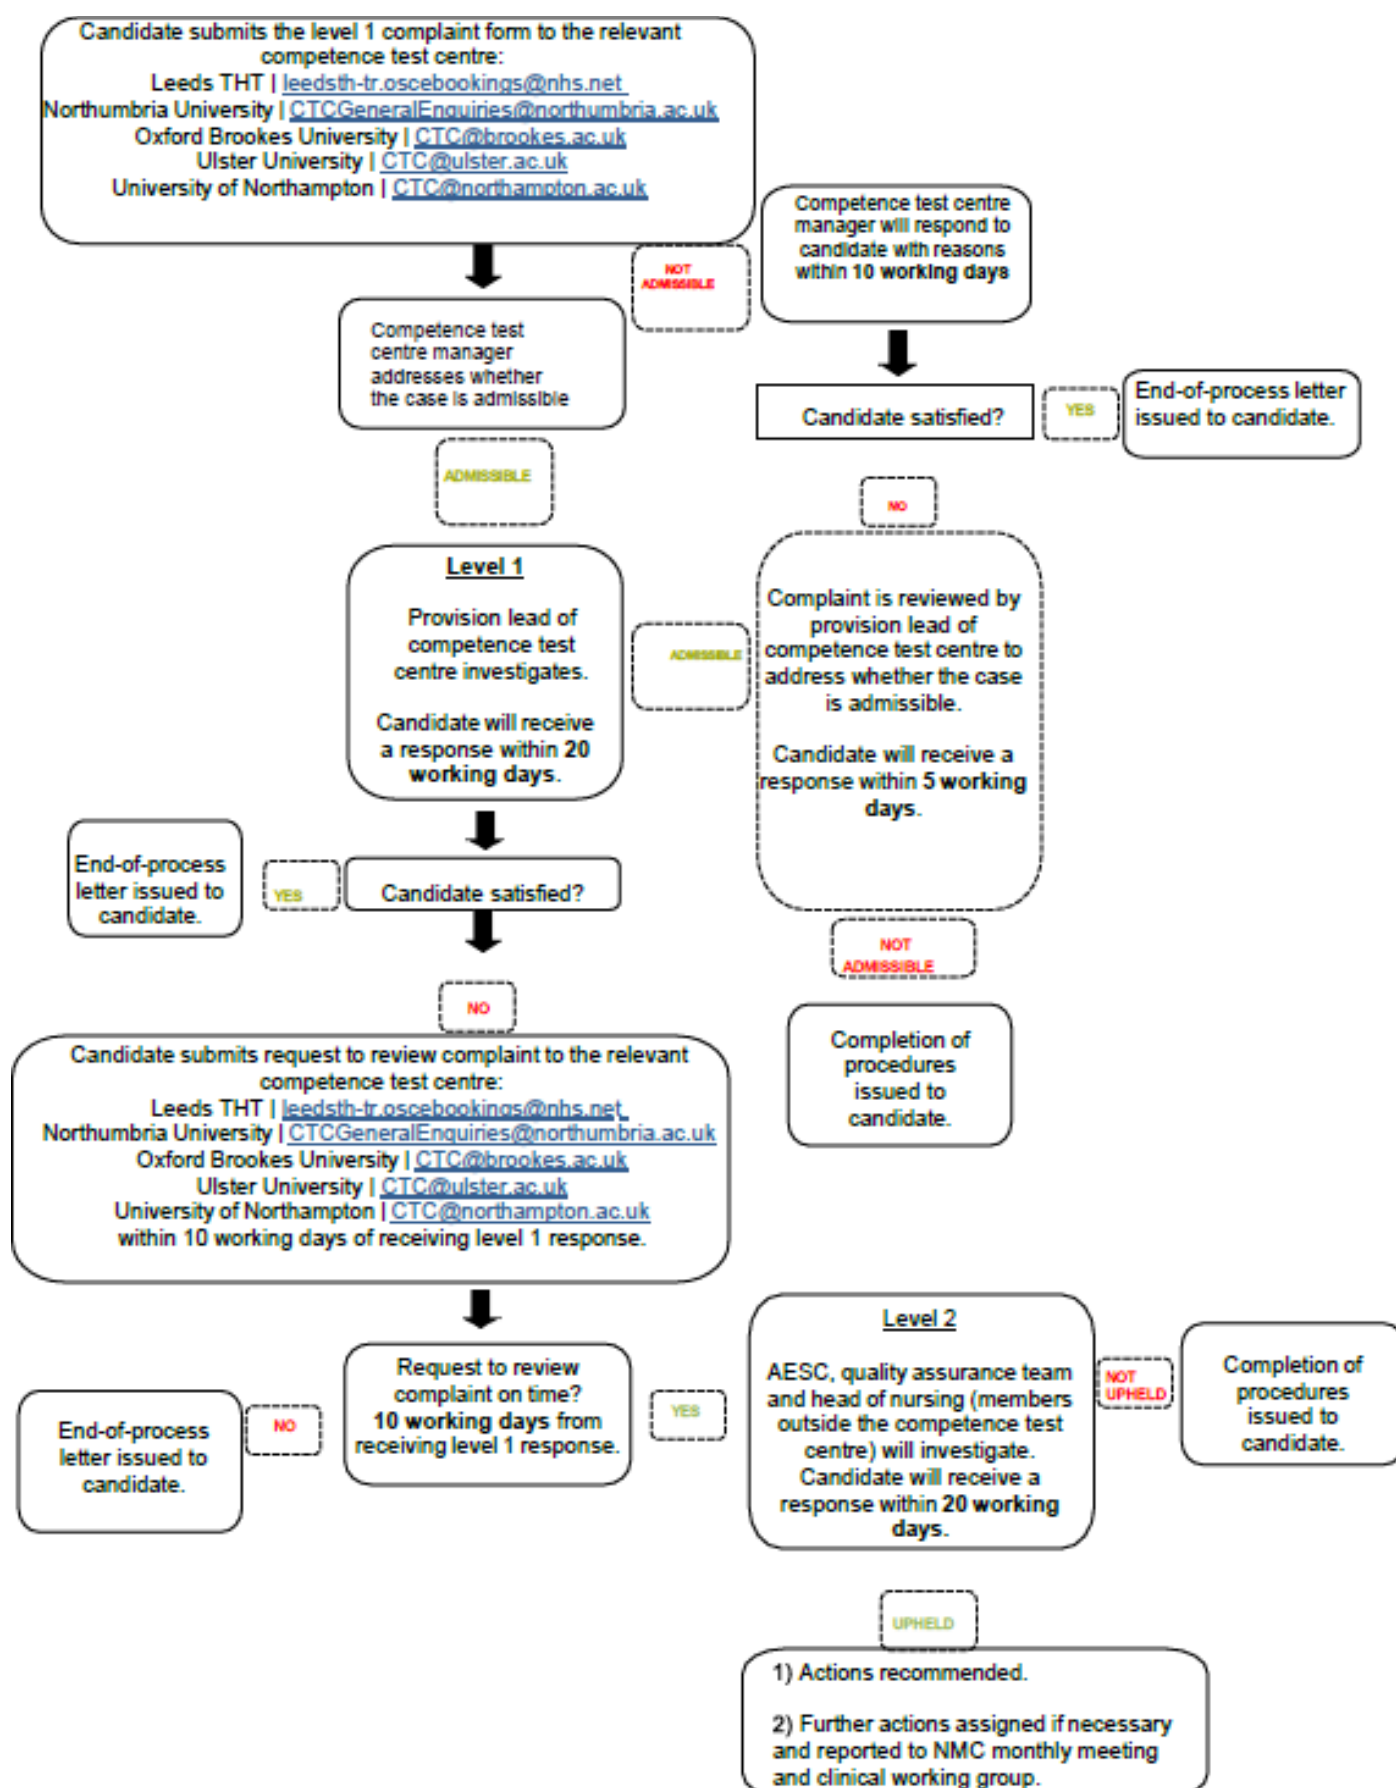 Candidate submits the level 1 complaint form to the relevant
competence test centre:
Leeds THT | leedsth-tr.oscebookings@nhs.net
Northumbria University | CTCGeneralEnquiries@northumbria.ac.uk
Oxford Brookes University | CTC@brookes.ac.uk
Ulster University | CTC@ulster.ac.uk
University of Northampton | CTC@northampton.ac.uk
NOT
ADMISSIBLE
Competence test centre
manager will respond to
candidate with reasons
within 10 working days
Competence test
centre manager
addresses whether
the case is admissible
Candidate satisfied?
YES
End-of-process letter
issued to candidate.
ADMISSIBLE
NO
Level 1
Provision lead of
competence test
centre investigates.
Candidate will receive
a response within 20
working days.
ADMISSIBLE
Complaint is reviewed by
provision lead of
competence test centre to
address whether the case
is admissible.
Candidate will receive a
response within 5 working
days.
End-of-process
letter issued to
candidate.
YES
Candidate satisfied?
NOT
ADMISSIBLE
NO
Completion of
procedures
issued to
candidate.
Candidate submits request to review complaint to the relevant
competence test centre:
Leeds THT | leedsth-tr.oscebookings@nhs.net
Northumbria University | CTCGeneralEnquiries@northumbria.ac.uk
Oxford Brookes University | CTC@brookes.ac.uk
Ulster University | CTC@ulster.ac.uk
University of Northampton | CTC@northampton.ac.uk
within 10 working days of receiving level 1 response.
End-of-process
letter issued to
candidate.
NO
Request to review
complaint on time?
10 working days from
receiving level 1 response.
YES
Level 2
AESC, quality assurance team
and head of nursing (members
outside the competence test
centre) will investigate.
Candidate will receive a
response within 20 working
days.
NOT
UPHELD
Completion of
procedures
issued to
candidate.
UPHELD
1) Actions recommended.
2) Further actions assigned if necessary
and reported to NMC monthly meeting
and clinical working group.